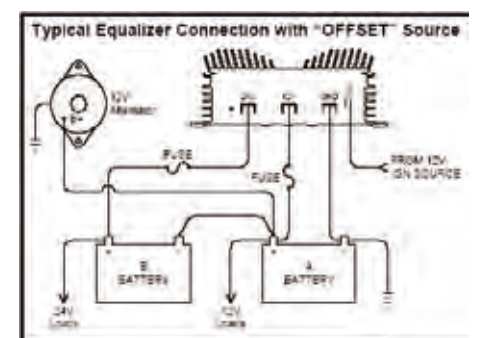 Typical Equalizer Connection with "OFFSET" Source
12V
Alternator
B+
24V
12V
GND
FUSE
FUSE
FROM 12V
IGN SOURCE
B
BATTERY
A
BATTERY
24V
Loads
12V
Loads